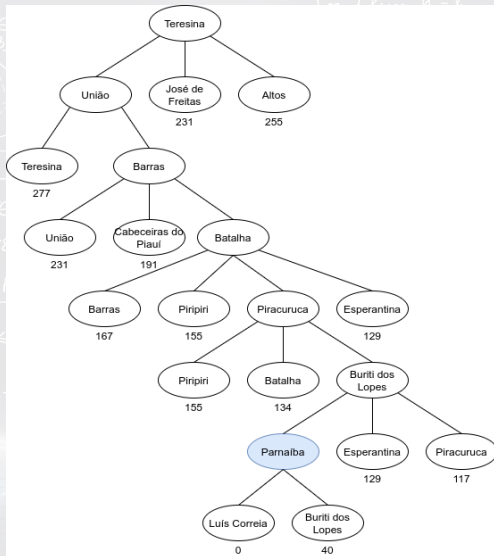 Teresina
União
José de
Freitas
Altos
231
255
Teresina
Barras
277
União
Cabeceiras do
Piauí
Batalha
231
191
Barras
Piripiri
Piracuruca
Esperantina
167
155
129
Piripiri
Batalha
Buriti dos
Lopes
155
134
Parnaíba
Esperantina
Piracuruca
129
117
Luís Correia
Buriti dos
Lopes
0
40